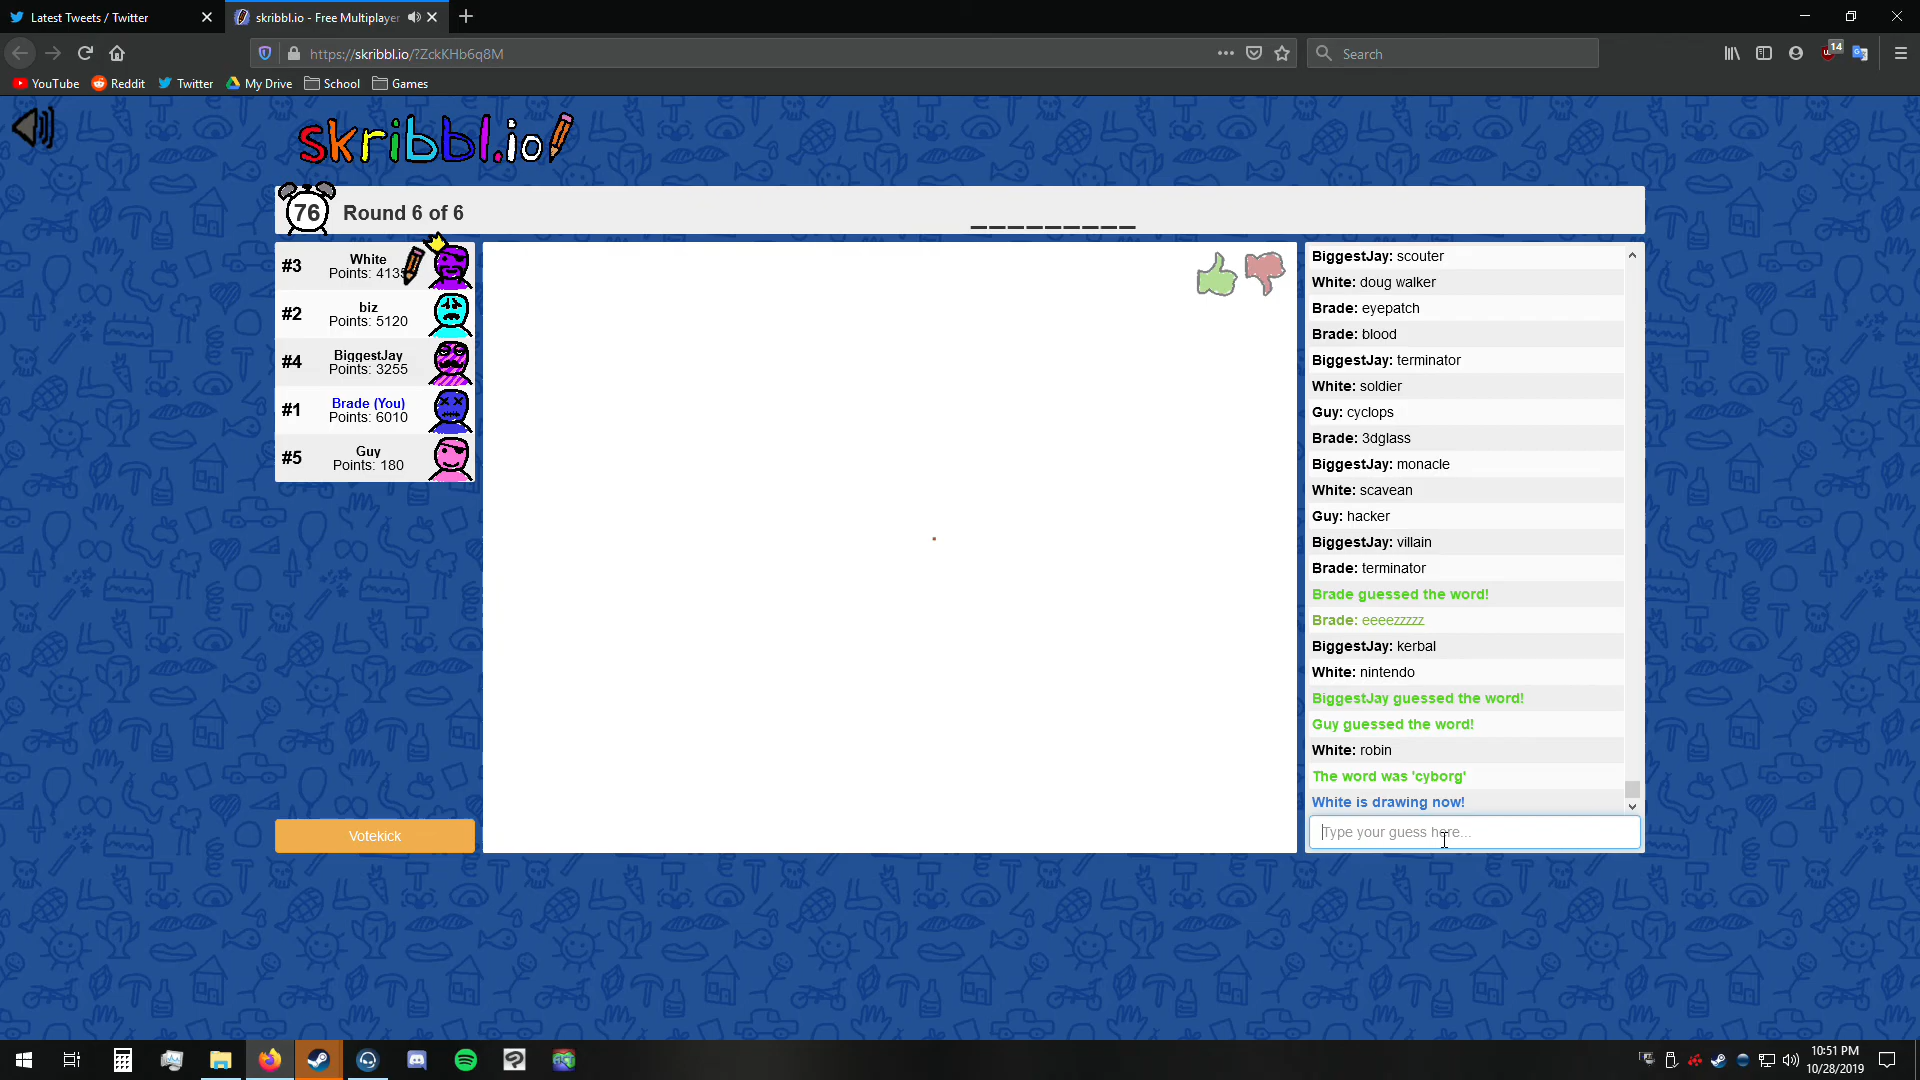 Latest Tweets / Twitter
skribbl.io - Free Multiplayer
https://skribbl.io/?ZckKHb6q8M
Search
14
YouTube
Reddit
Twitter
My Drive
School
Games
skribbl.io
76
Round 6 of 6
_________
#3
White
Points: 4135
#2
biz
Points: 5120
#4
BiggestJay
Points: 3255
#1
Brade (You)
Points: 6010
#5
Guy
Points: 180
Votekick
BiggestJay: scouter
White: doug walker
Brade: eyepatch
Brade: blood
BiggestJay: terminator
White: soldier
Guy: cyclops
Brade: 3dglass
BiggestJay: monacle
White: scavean
Guy: hacker
BiggestJay: villain
Brade: terminator
Brade guessed the word!
Brade: eeeezzzzz
BiggestJay: kerbal
White: nintendo
BiggestJay guessed the word!
Guy guessed the word!
White: robin
The word was 'cyborg'
White is drawing now!
Type your guess here...
10:51 PM
10/28/2019